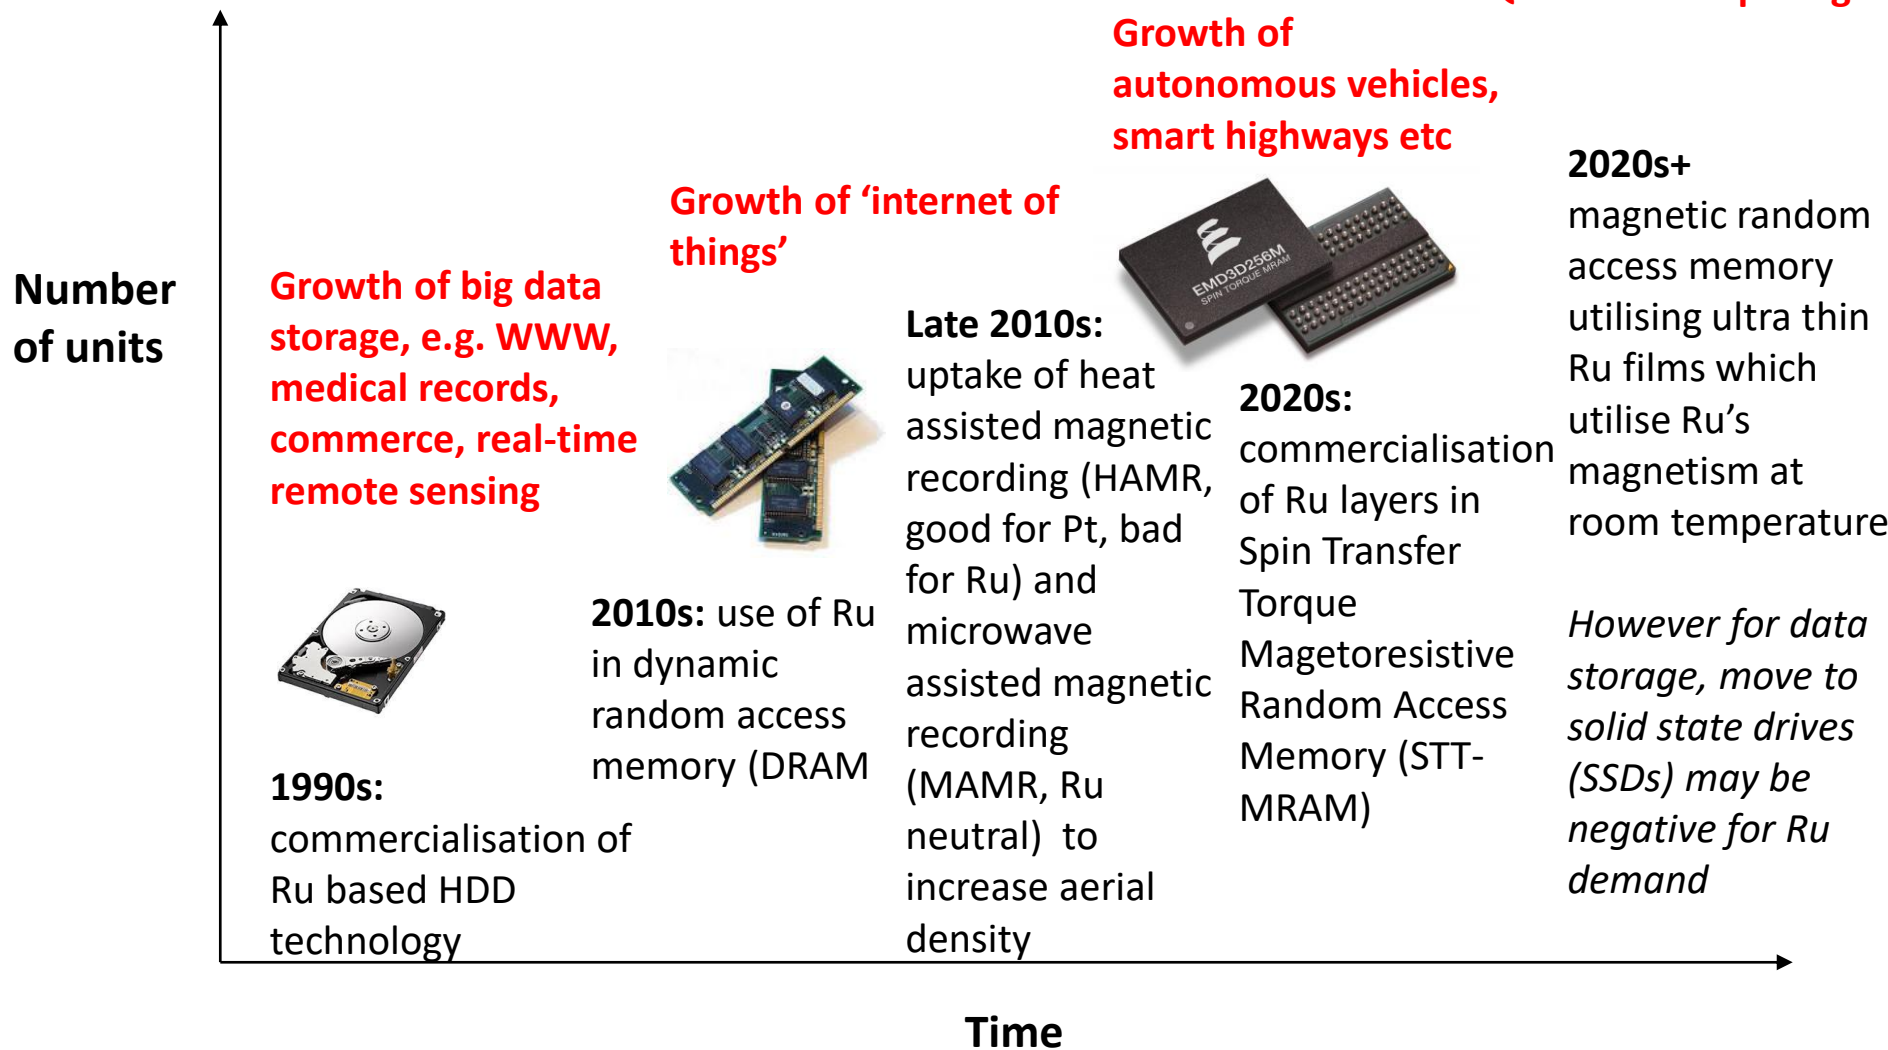 Growth of
autonomous vehicles,
smart highways etc
Growth of ‘internet of
things’
Growth of big data
storage, e.g. WWW,
medical records,
commerce, real-time
remote sensing
Number
of units
1990s:
commercialisation of
Ru based HDD
technology
2010s: use of Ru
in dynamic
random access
memory (DRAM
Late 2010s:
uptake of heat
assisted magnetic
recording (HAMR,
good for Pt, bad
for Ru) and
microwave
assisted magnetic
recording
(MAMR, Ru
neutral) to
increase aerial
density
EMD3D256M
SPIN TORQUE MRAM
2020s:
commercialisation
of Ru layers in
Spin Transfer
Torque
Magetoresistive
Random Access
Memory (STT-
MRAM)
2020s+
magnetic random
access memory
utilising ultra thin
Ru films which
utilise Ru’s
magnetism at
room temperature
However for data
storage, move to
solid state drives
(SSDs) may be
negative for Ru
demand
Time